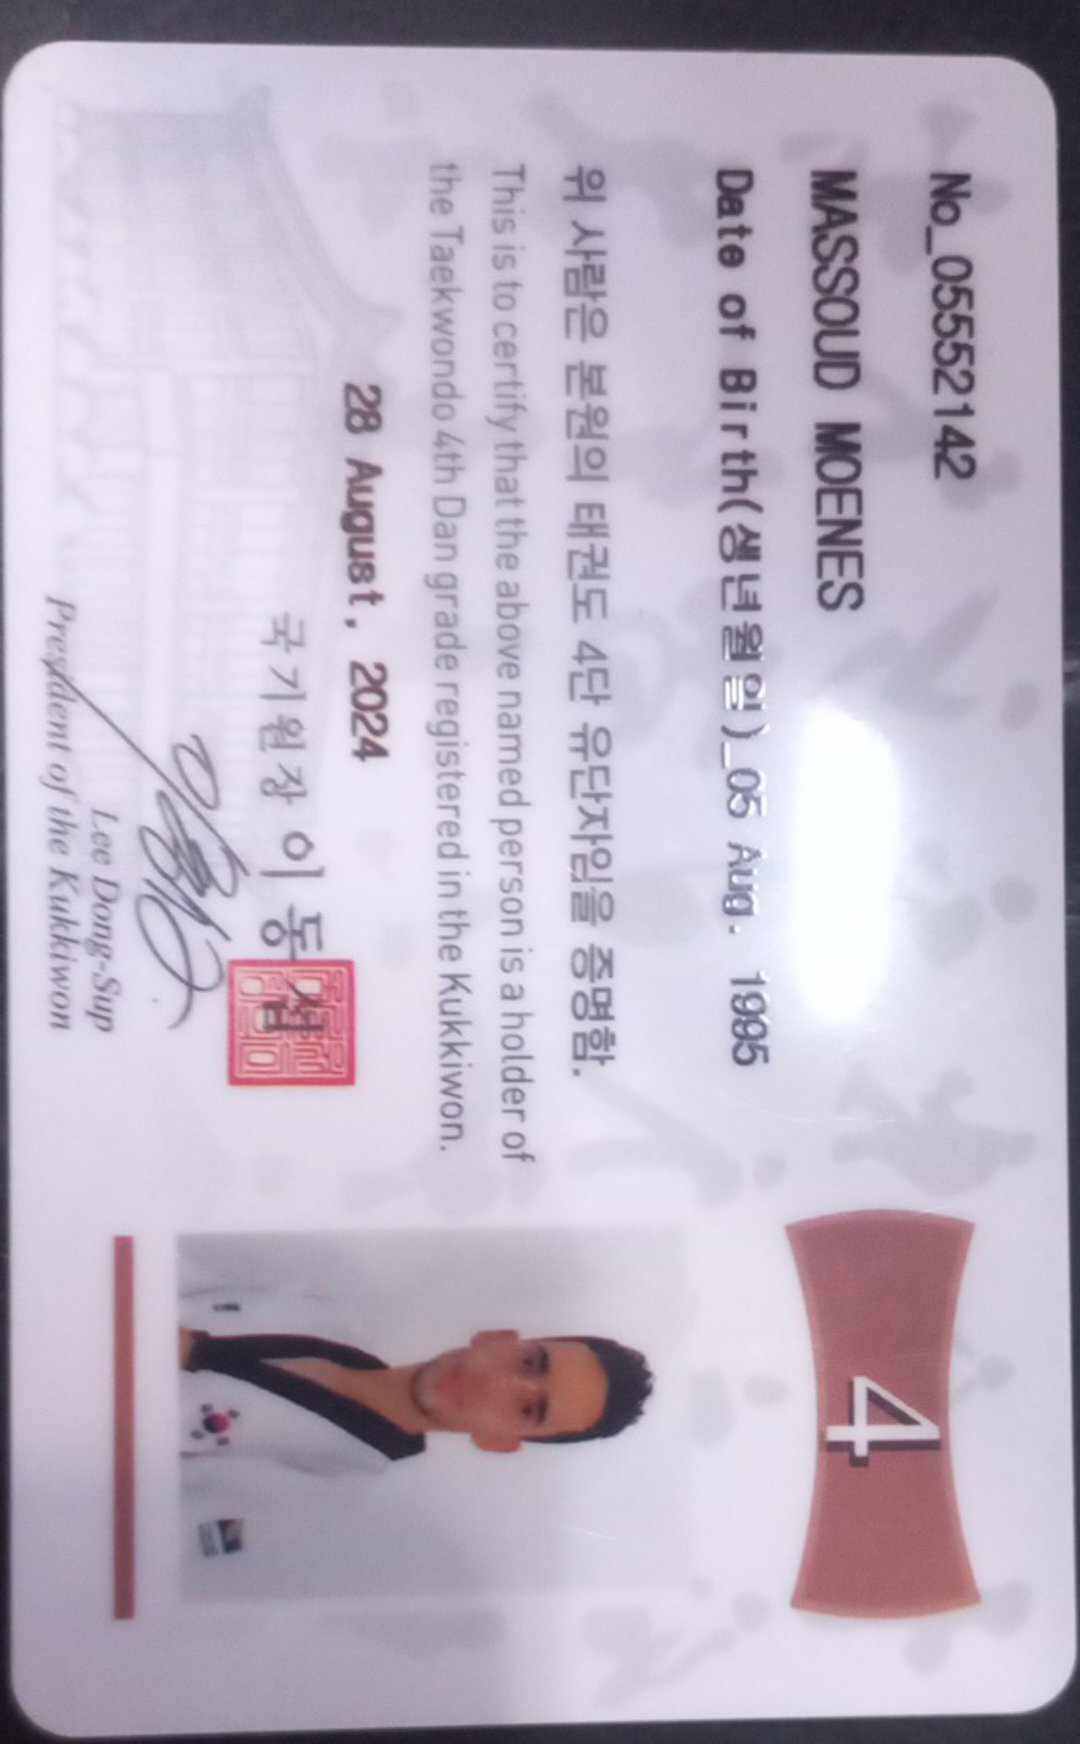 No_05552142
MASSOUD MOENES
Date of Birth(생년월일)_05 Aug. 1995
위 사람은 본원의 태권도 4단 유단자임을 증명함.
This is to certify that the above named person is a holder of
the Taekwondo 4th Dan grade registered in the Kukkiwon.
28 August, 2024
국기원장 이동섭
Lee Dong-Sup
President of the Kukkiwon
4